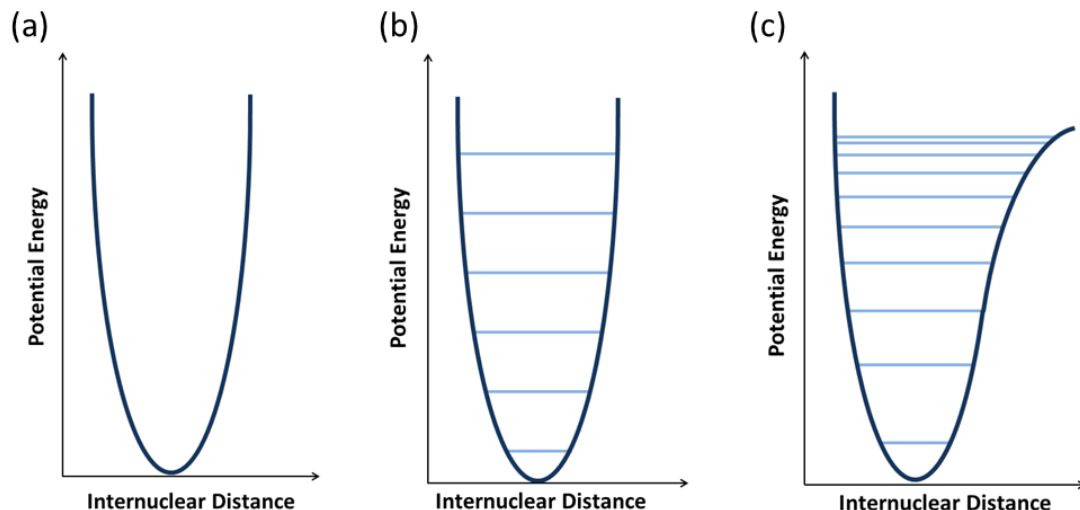 (a)
Potential Energy
Internuclear Distance
(b)
Potential Energy
Internuclear Distance
(c)
Potential Energy
Internuclear Distance